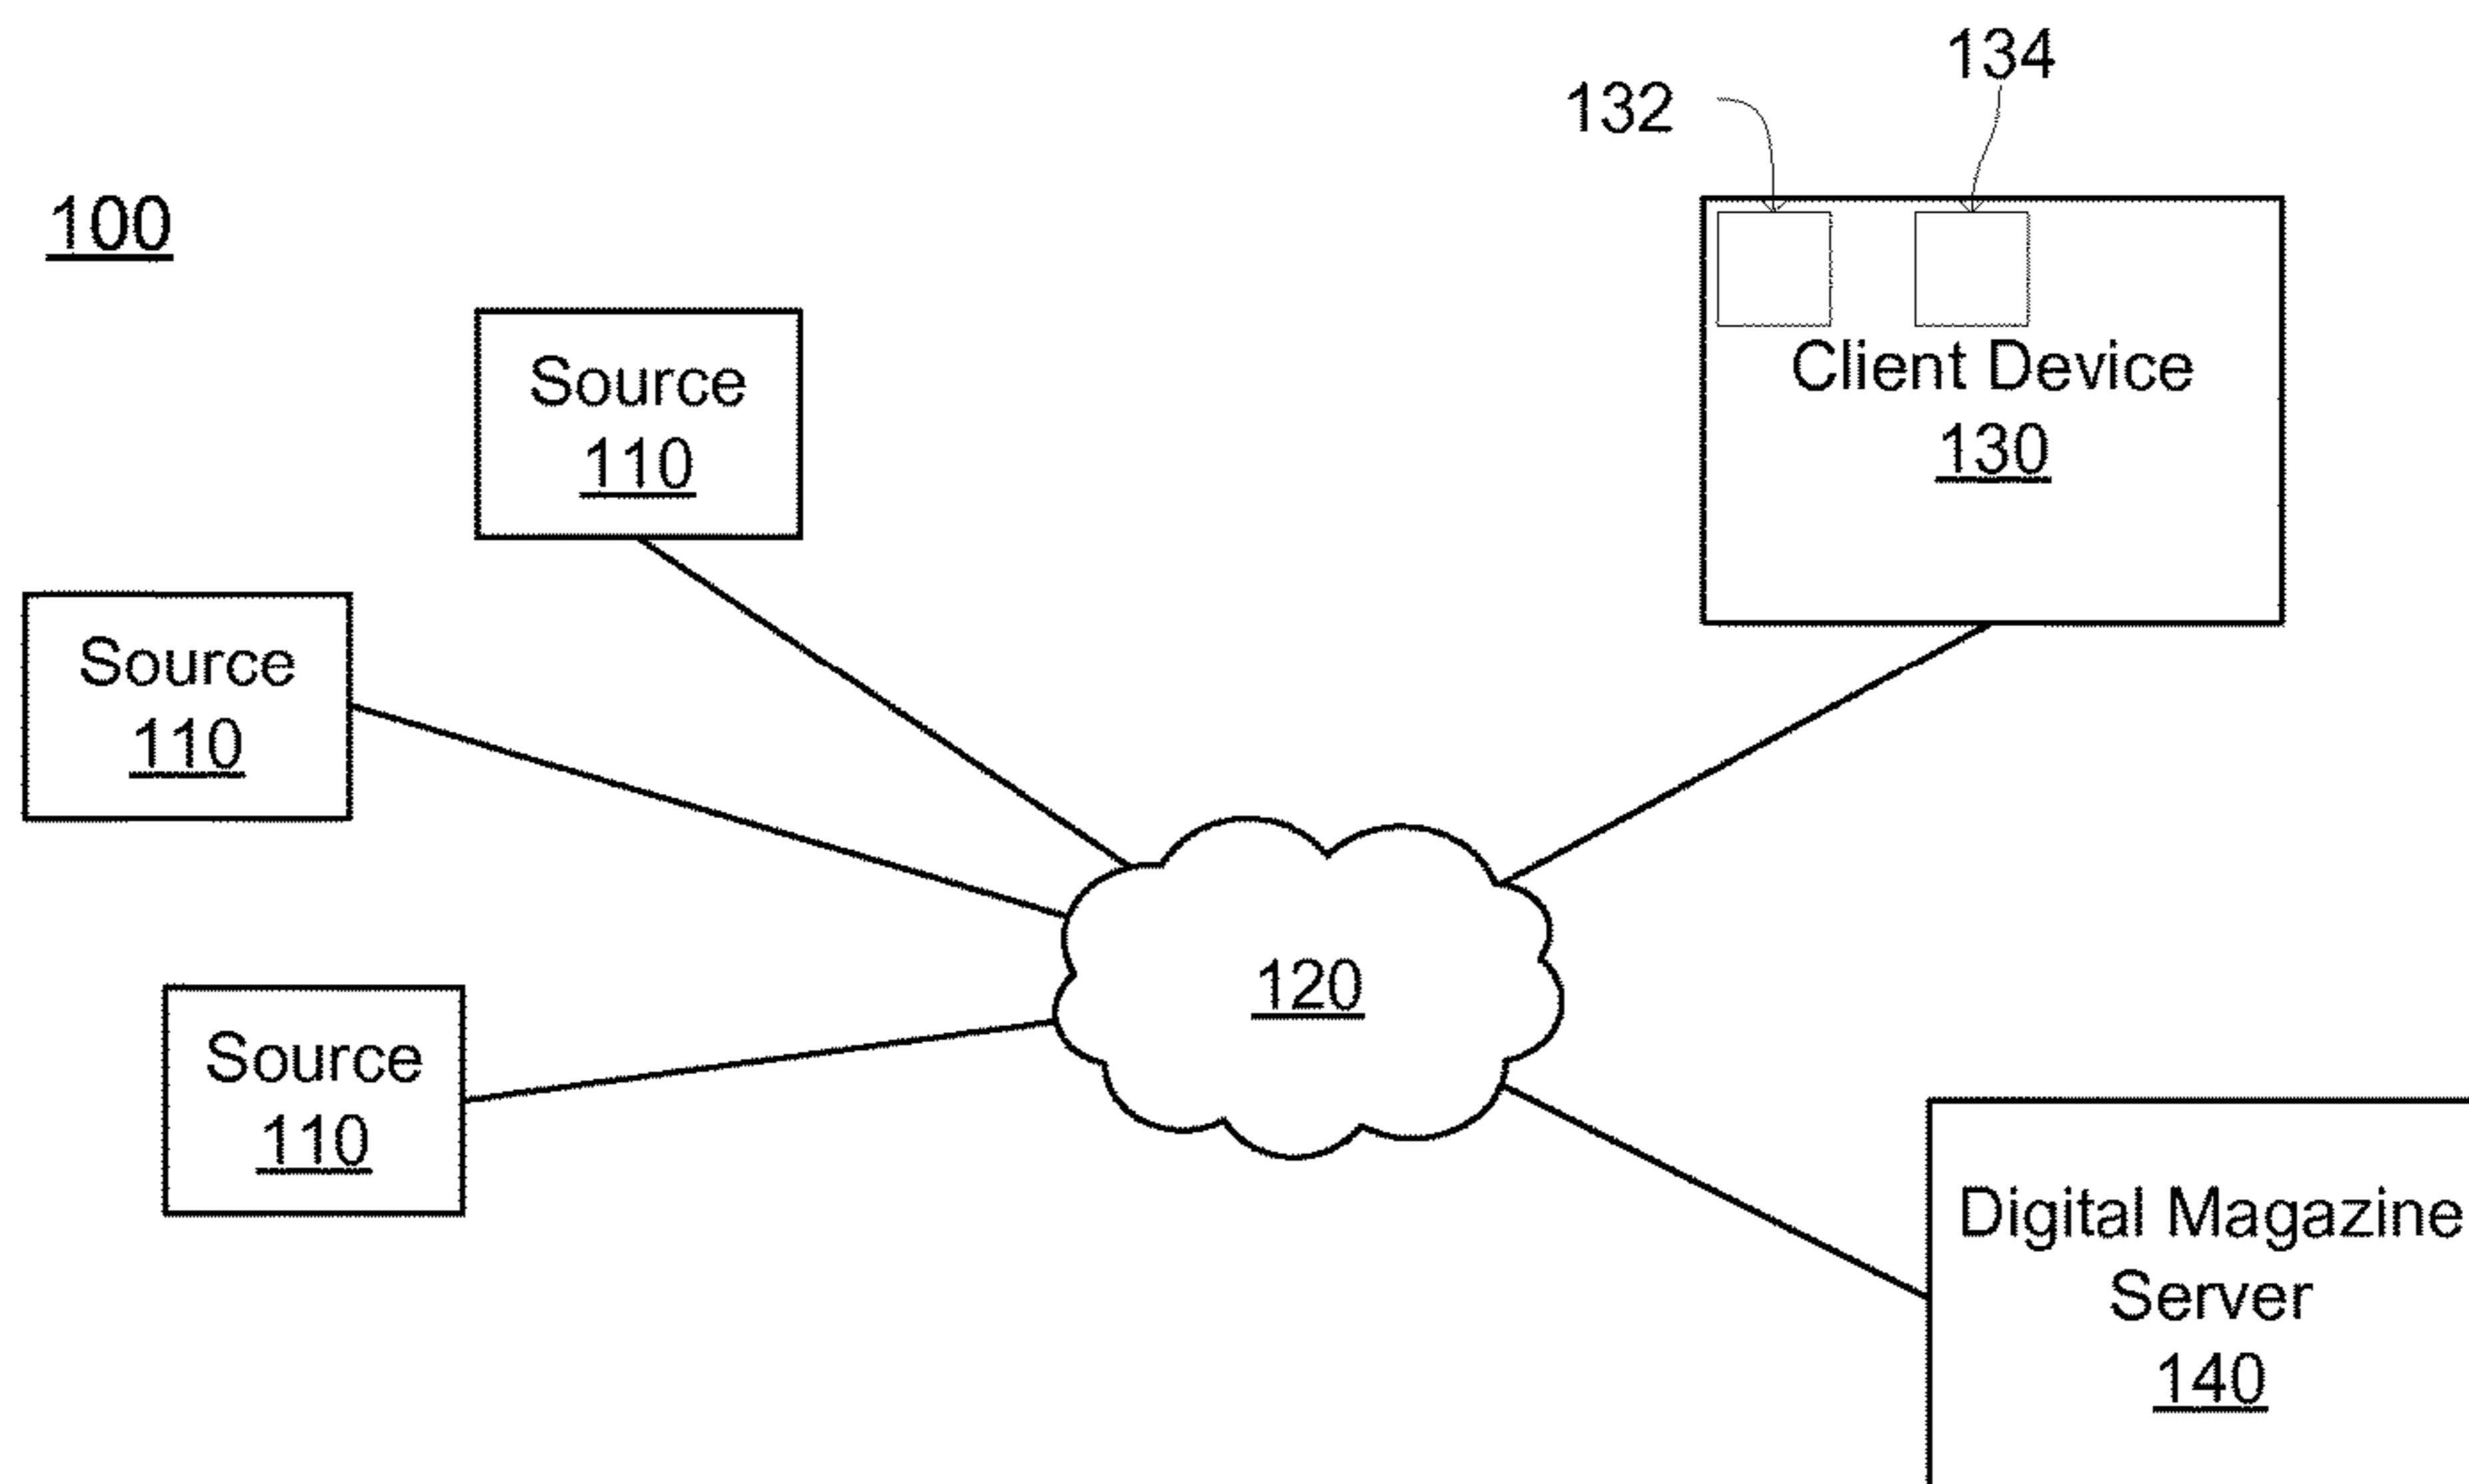 134
132
100
Source
110
Client Device
130
Source
110
120
Source
110
Digital Magazine
Server
140